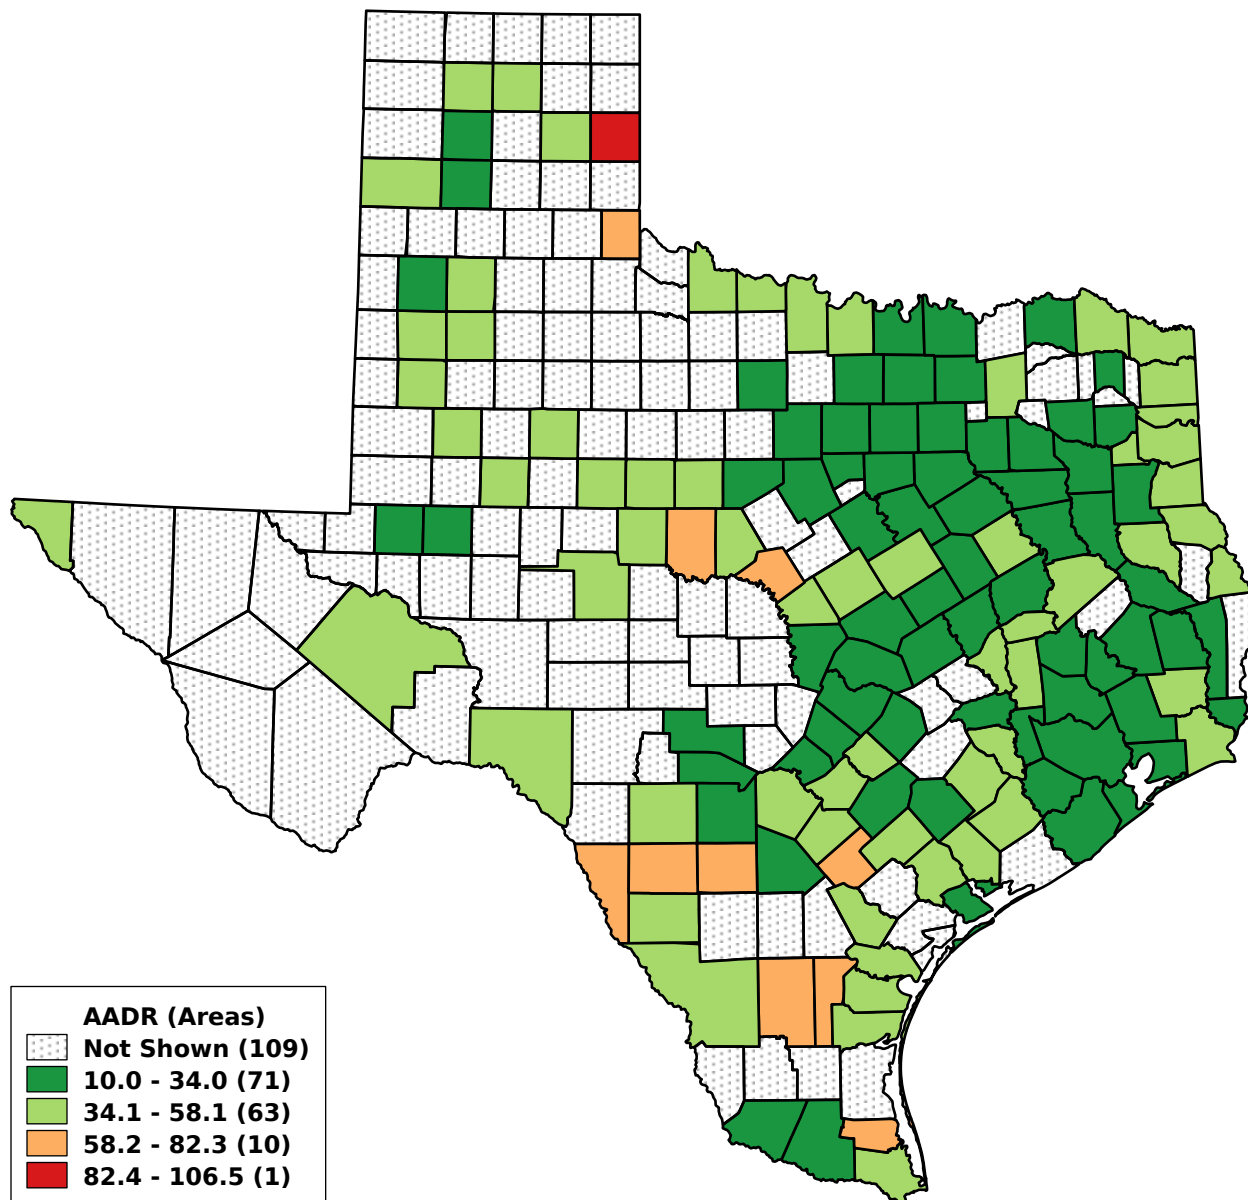 AADR (Areas)
Not Shown (109)
10.0 - 34.0 (71)
34.1 - 58.1 (63)
58.2 - 82.3 (10)
82.4 - 106.5 (1)